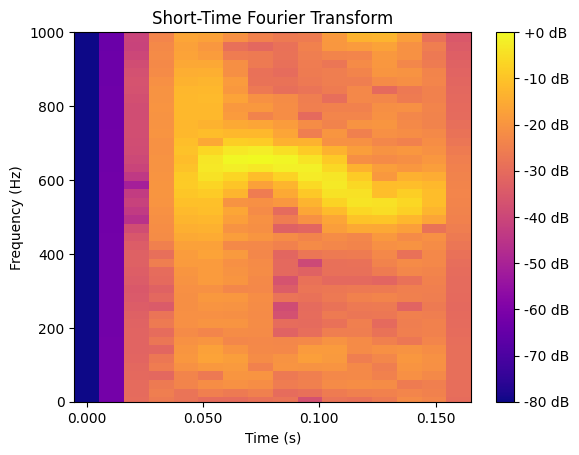 Short-Time Fourier Transform
Frequency (Hz)
1000
800
600
400
200
0
0.000
0.050
0.100
0.150
Time (s)
+0 dB
-10 dB
-20 dB
-30 dB
-40 dB
-50 dB
-60 dB
-70 dB
-80 dB